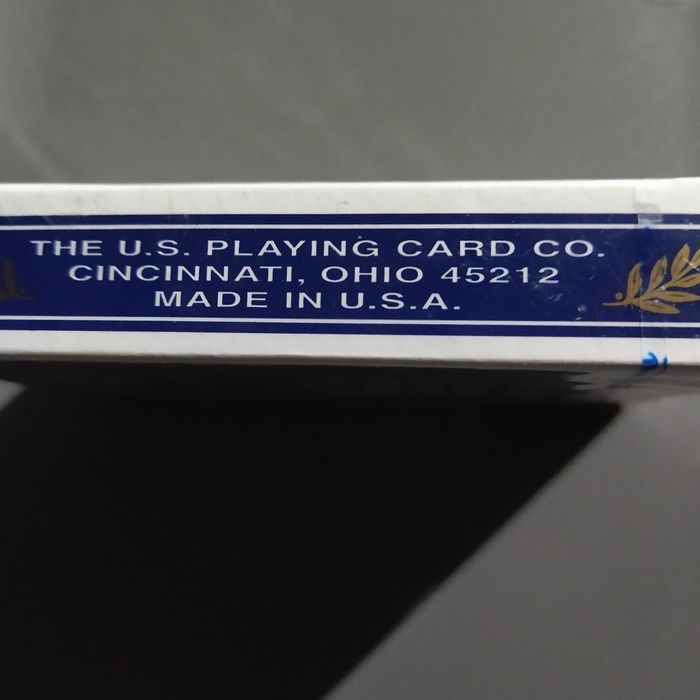 THE U.S. PLAYING CARD CO.
CINCINNATI, OHIO 45212
MADE IN U.S.A.